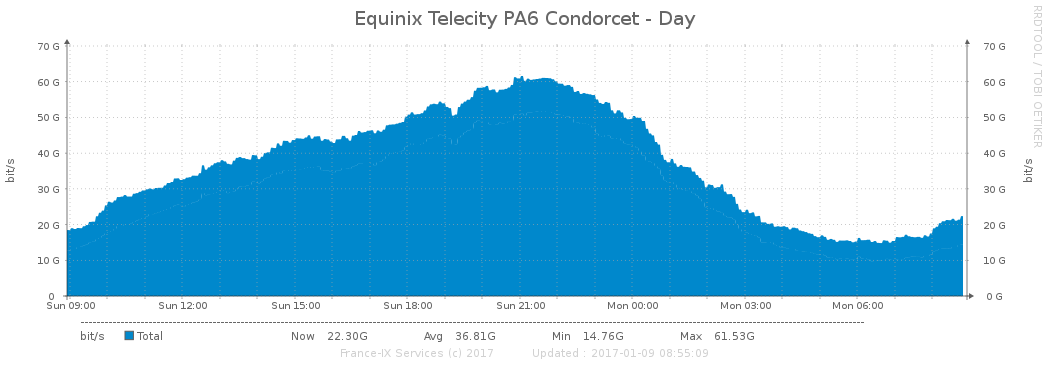 Equinix Telecity PA6 Condorcet - Day
RRDTOOL / TOBI OETIKER
70 G 70 G
60 G 60 G
50 G 50 G
40 G 40 G
30 G 30 G
20 G 20 G
10 G 10 G
0 0 G
bit/s bit/s
Sun 09:00 Sun 12:00 Sun 15:00 Sun 18:00 Sun 21:00 Mon 00:00 Mon 03:00 Mon 06:00
bit/s Total Now 22.30G Avg 36.81G Min 14.76G Max 61.53G
France-IX Services (c) 2017 Updated : 2017-01-09 08:55:09